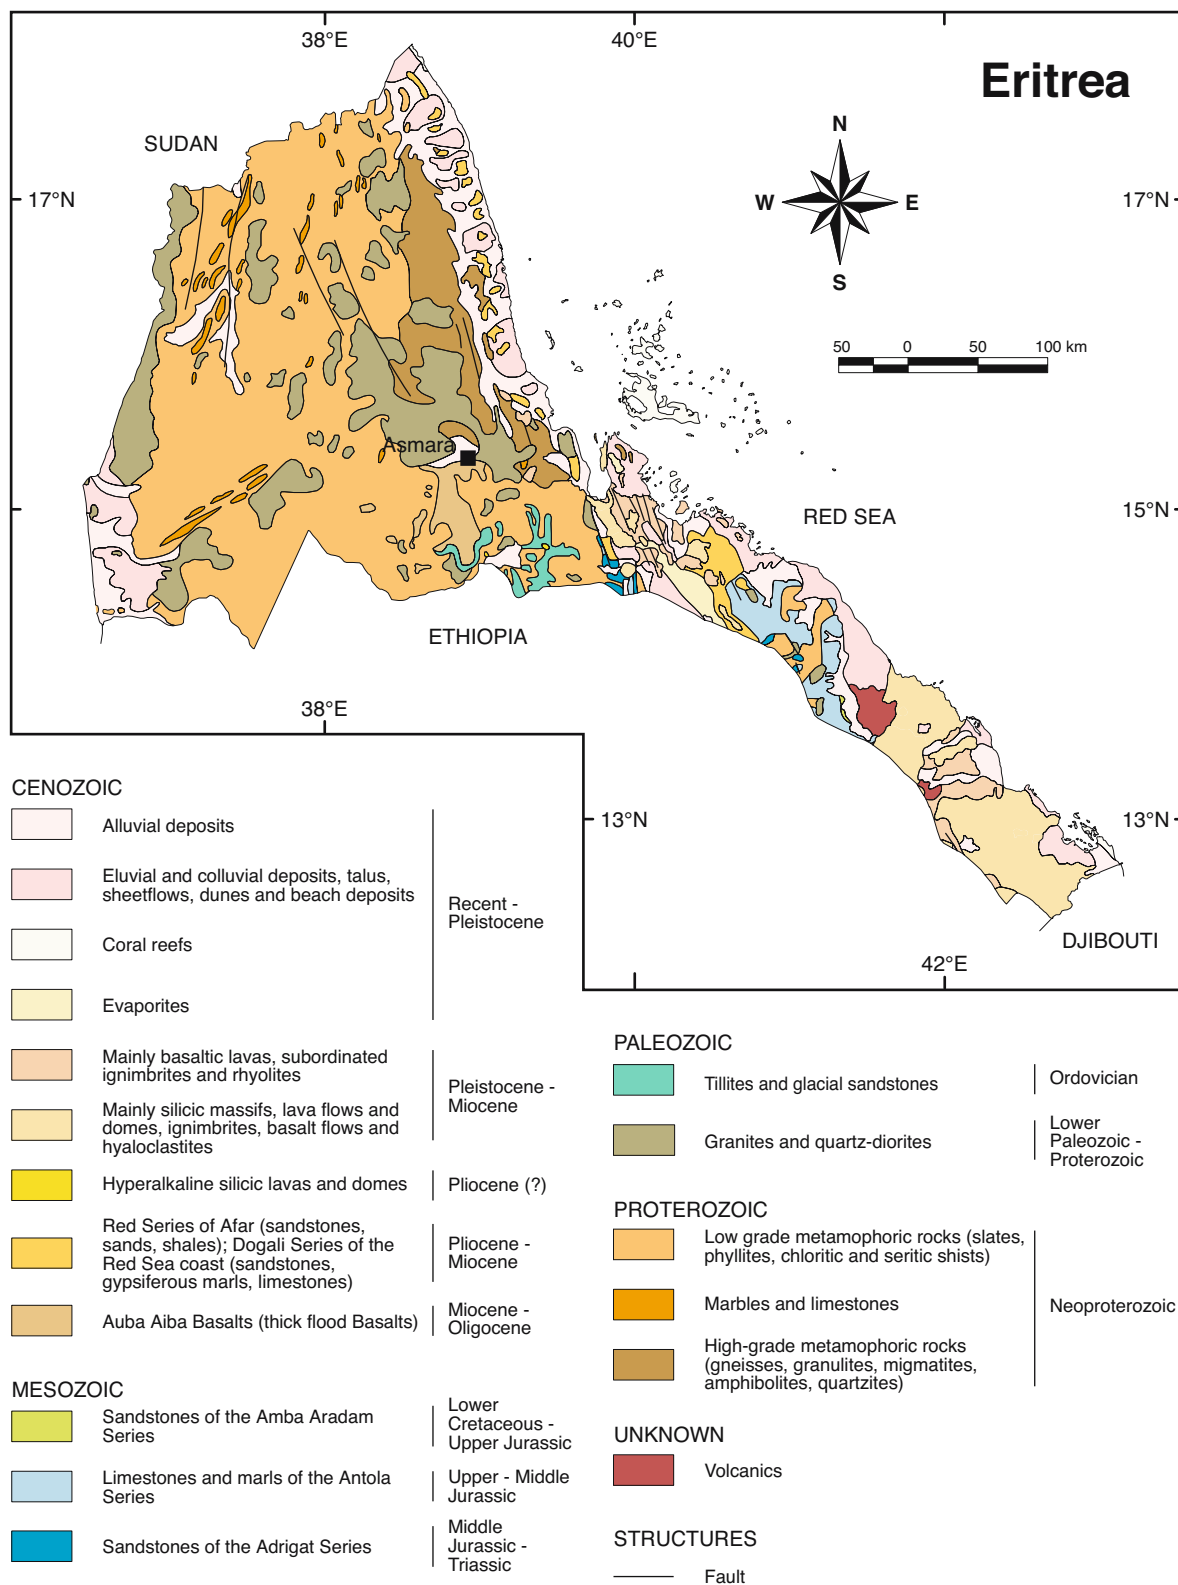 38°E
40°E
Eritrea
SUDAN
N
17°N
17°N
W
E
S
50
0
50
100 km
Asmara
RED SEA
15°N
ETHIOPIA
38°E
13°N
13°N
DJIBOUTI
42°E
CENOZOIC
Alluvial deposits
Eluvial and colluvial deposits, talus,
sheetflows, dunes and beach deposits
Recent -
Pleistocene
Coral reefs
Evaporites
Mainly basaltic lavas, subordinated
ignimbrites and rhyolites
Mainly silicic massifs, lava flows and
domes, ignimbrites, basalt flows and
hyaloclastites
Pleistocene -
Miocene
Hyperalkaline silicic lavas and domes
Pliocene (?)
Red Series of Afar (sandstones,
sands, shales); Dogali Series of the
Red Sea coast (sandstones,
gypsiferous marls, limestones)
Pliocene -
Miocene
Auba Aiba Basalts (thick flood Basalts)
Miocene -
Oligocene
MESOZOIC
Sandstones of the Amba Aradam
Series
Lower
Cretaceous -
Upper Jurassic
Limestones and marls of the Antola
Series
Upper - Middle
Jurassic
Sandstones of the Adrigat Series
Middle
Jurassic -
Triassic
PALEOZOIC
Tillites and glacial sandstones
Ordovician
Granites and quartz-diorites
Lower
Paleozoic -
Proterozoic
PROTEROZOIC
Low grade metamophoric rocks (slates,
phyllites, chloritic and seritic shists)
Marbles and limestones
Neoproterozoic
High-grade metamophoric rocks
(gneisses, granulites, migmatites,
amphibolites, quartzites)
UNKNOWN
Volcanics
STRUCTURES
Fault